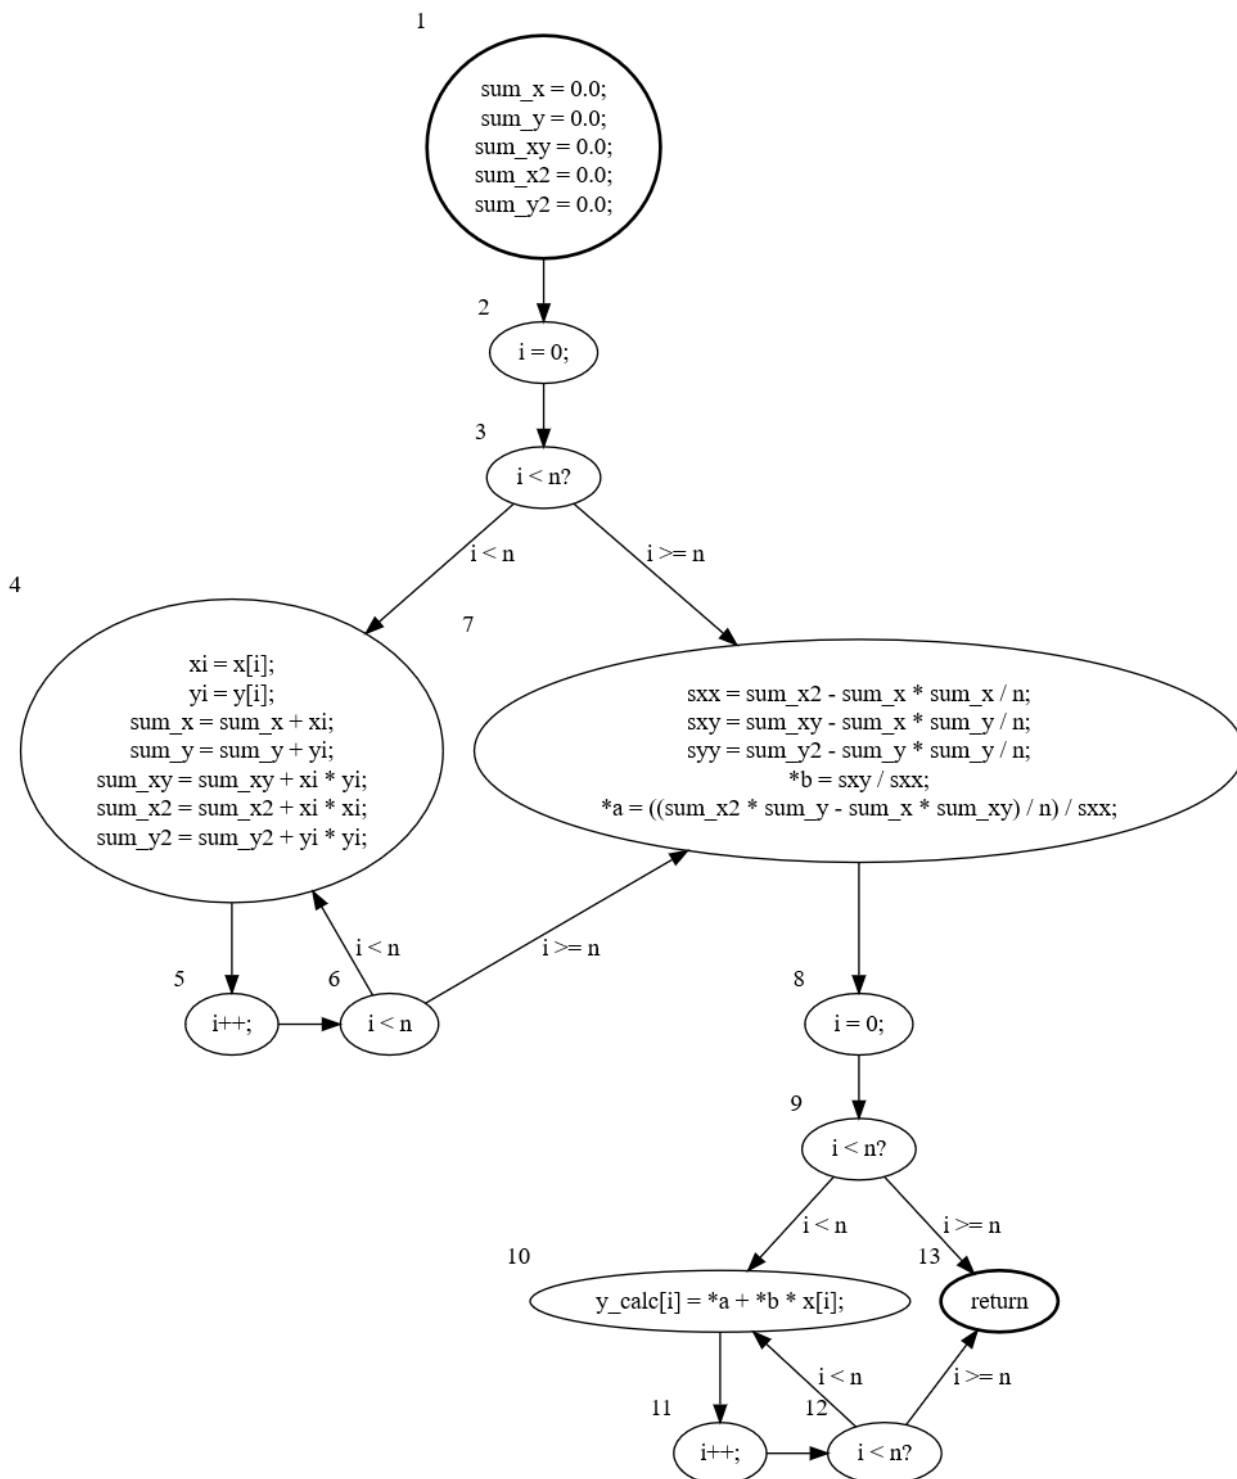 1
sum_x = 0.0;
sum_y = 0.0;
sum_xy = 0.0;
sum_x2 = 0.0;
sum_y2 = 0.0;
2
i = 0;
3
i < n?
i < n
i >= n
4
xi = x[i];
yi = y[i];
sum_x = sum_x + xi;
sum_y = sum_y + yi;
sum_xy = sum_xy + xi * yi;
sum_x2 = sum_x2 + xi * xi;
sum_y2 = sum_y2 + yi * yi;
7
sxx = sum_x2 - sum_x * sum_x / n;
sxy = sum_xy - sum_x * sum_y / n;
syy = sum_y2 - sum_y * sum_y / n;
*b = sxy / sxx;
*a = ((sum_x2 * sum_y - sum_x * sum_xy) / n) / sxx;
i < n
i >= n
5
i++;
6
i < n
8
i = 0;
9
i < n?
i < n
i >= n
10
y_calc[i] = *a + *b * x[i];
13
return
i < n
i >= n
11
i++;
12
i < n?